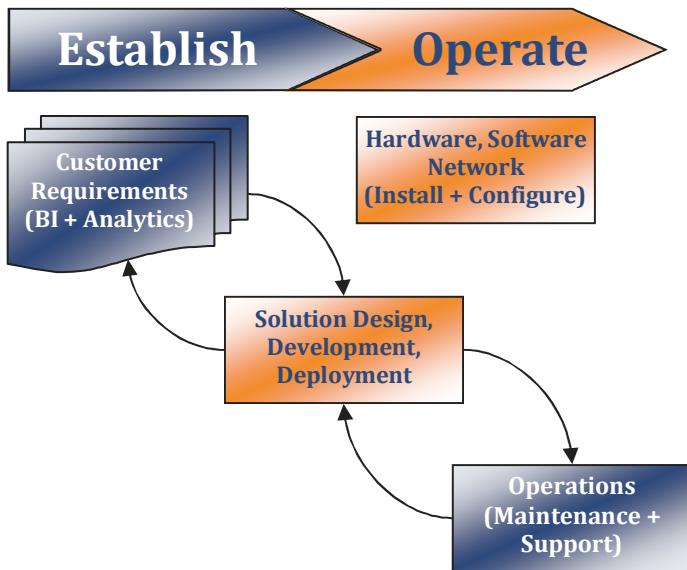 Establish
Operate
Customer
Requirements
(BI + Analytics)
Hardware, Software
Network
(Install + Configure)
Solution Design,
Development,
Deployment
Operations
(Maintenance +
Support)